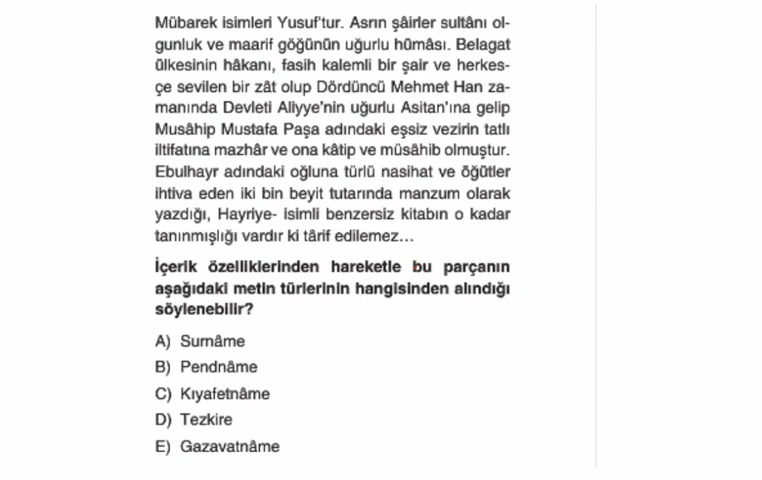 Mübarek isimleri Yusuf'tur. Asrın şâirler sultânı ol-
gunluk ve maarif göğünün uğurlu hümâsı. Belagat
ülkesinin hâkanı, fasih kalemli bir şair ve herkes-
çe sevilen bir zât olup Dördüncü Mehmet Han za-
manında Devleti Aliyye'nin uğurlu Asitan'ına gelip
Musâhip Mustafa Paşa adındaki eşsiz vezirin tatlı
iltifatına mazhâr ve ona kâtip ve müsâhib olmuştur.
Ebulhayr adındaki oğluna türlü nasihat ve öğütler
ihtiva eden iki bin beyit tutarında manzum olarak
yazdığı, Hayriye- isimli benzersiz kitabın o kadar
tanınmışlığı vardır ki târif edilemez...
İçerik özelliklerinden hareketle bu parçanın
aşağıdaki metin türlerinin hangisinden alındığı
söylenebilir?
A) Surnâme
B) Pendnâme
C) Kıyafetnâme
D) Tezkire
E) Gazavatnâme